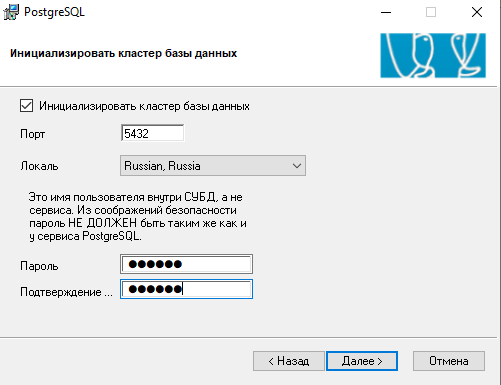 PostgreSQL
Инициализировать кластер базы данных
Инициализировать кластер базы данных
Порт
5432
Локаль
Russian, Russia
Это имя пользователя внутри СУБД, а не
сервиса. Из соображений безопасности
пароль НЕ ДОЛЖЕН быть таким же как и
у сервиса PostgreSQL.
Пароль
●●●●●●
Подтверждение ...
●●●●●●
< Назад
Далее >
Отмена